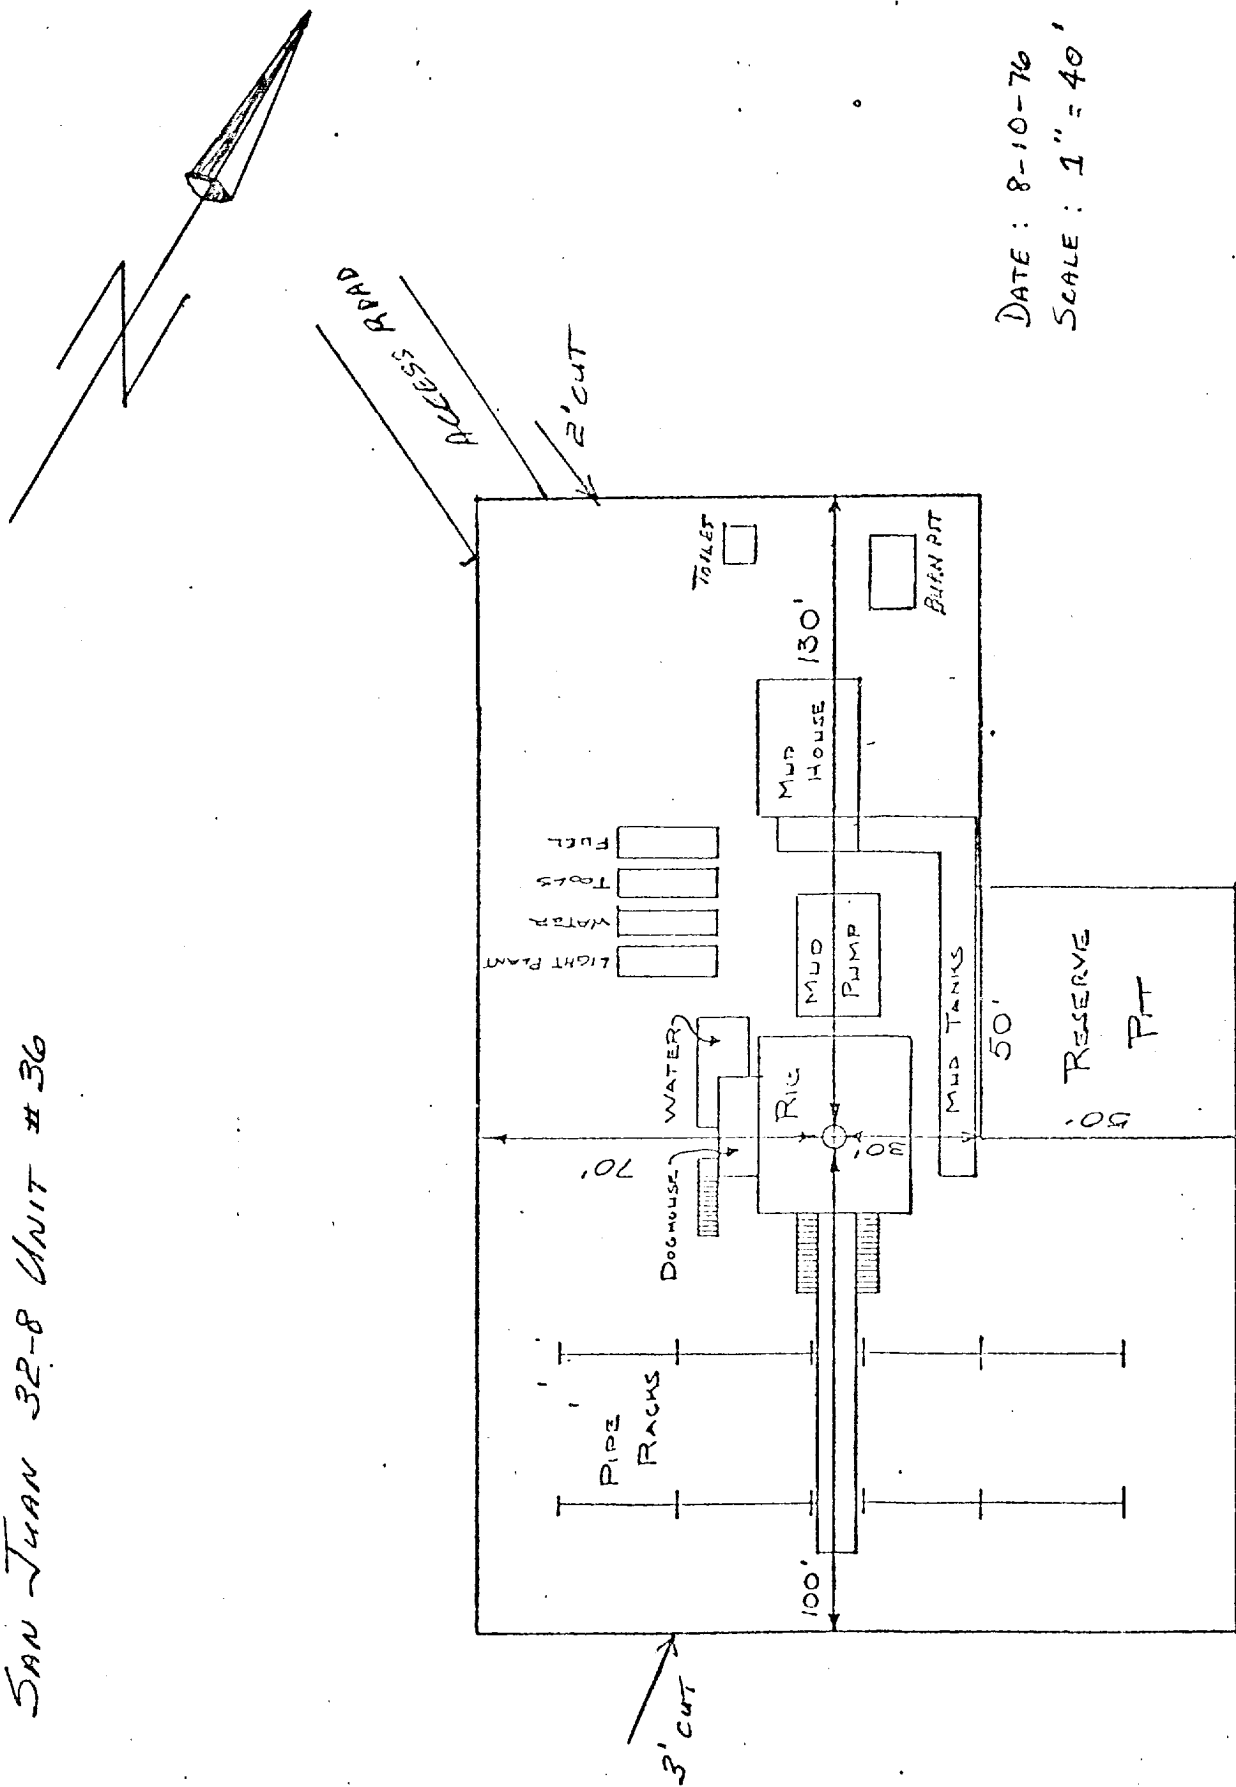 SAN JUAN 32-8 UNIT # 36
N
ACCESS ROAD
2' CUT
TOILET
BURN PIT
130'
MUD
HOUSE
FUEL
TOOLS
WATER
LIGHT PLANT
MUD
PUMP
MUD TANKS
WATER
DOGHOUSE
RIG
70'
30'
50'
50'
RESERVE
PIT
PIPE
RACKS
100'
3' CUT
DATE : 8-10-76
SCALE : 1" = 40'